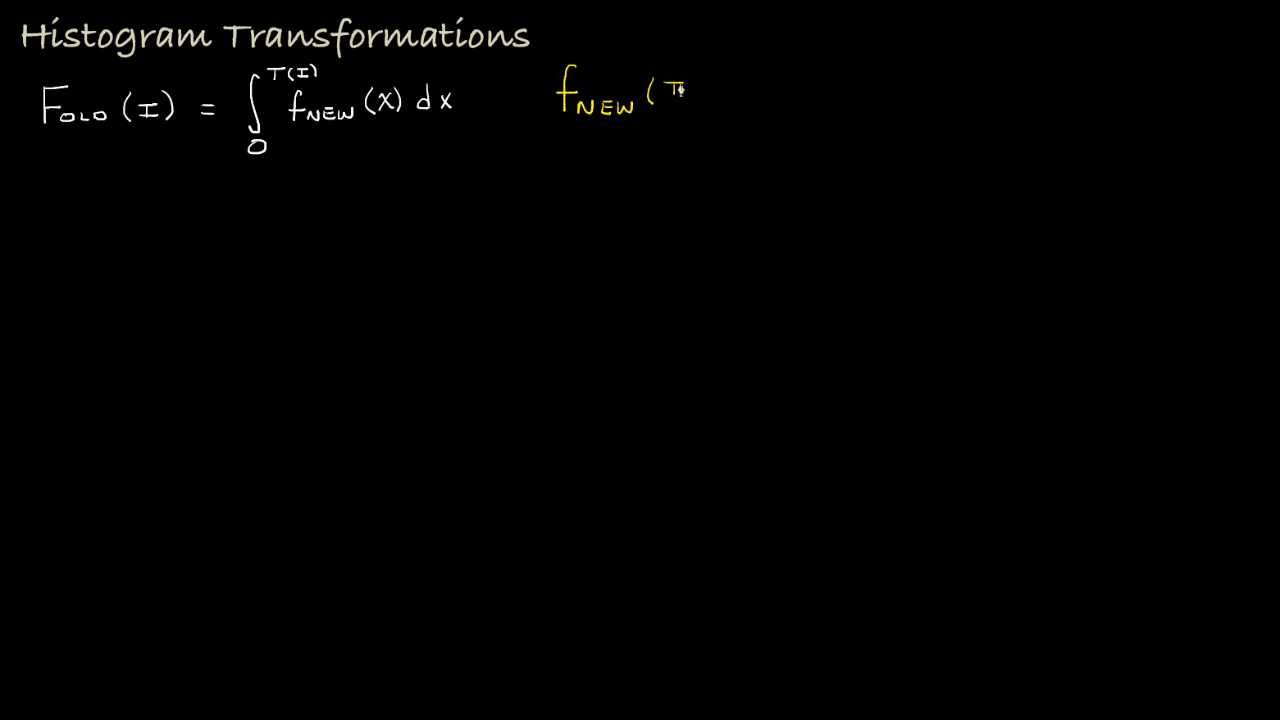 Histogram Transformations
F_OLD (I) = ∫_0^T(I) f_NEW (x) dx f_NEW (T